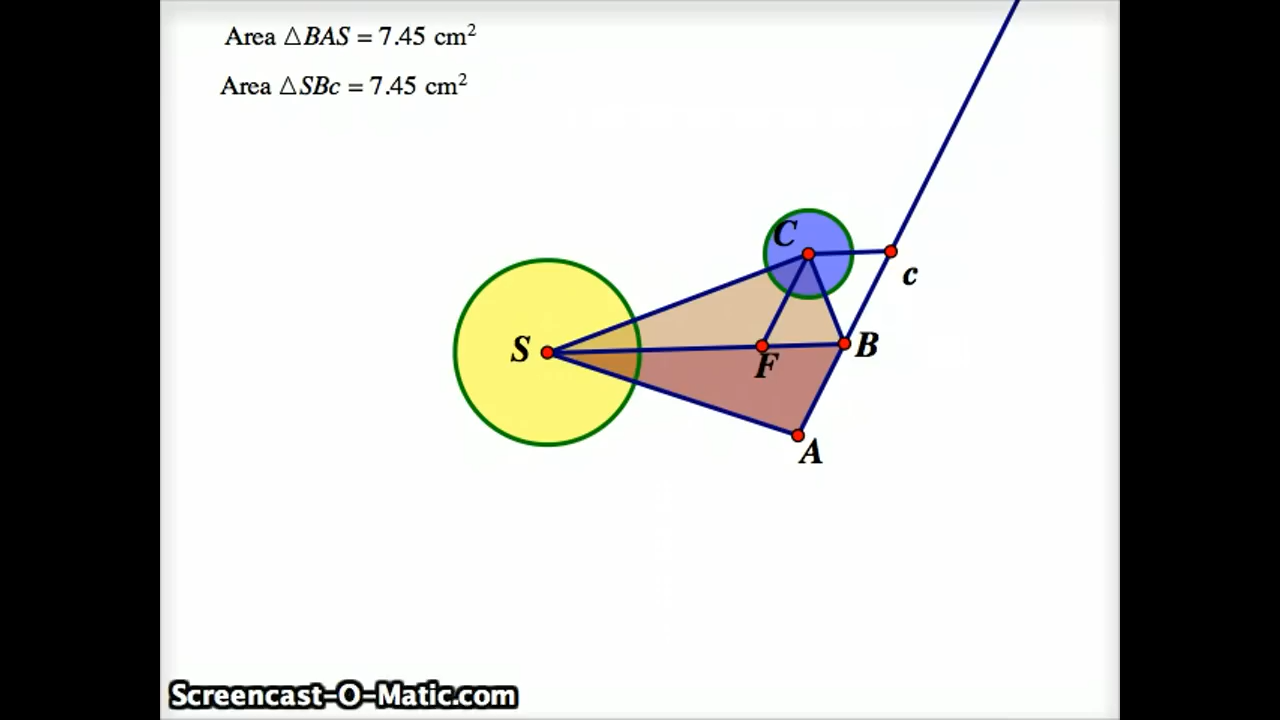 Area △BAS = 7.45 cm²
Area △SBc = 7.45 cm²
C
c
S
F
B
A
Screencast-O-Matic.com